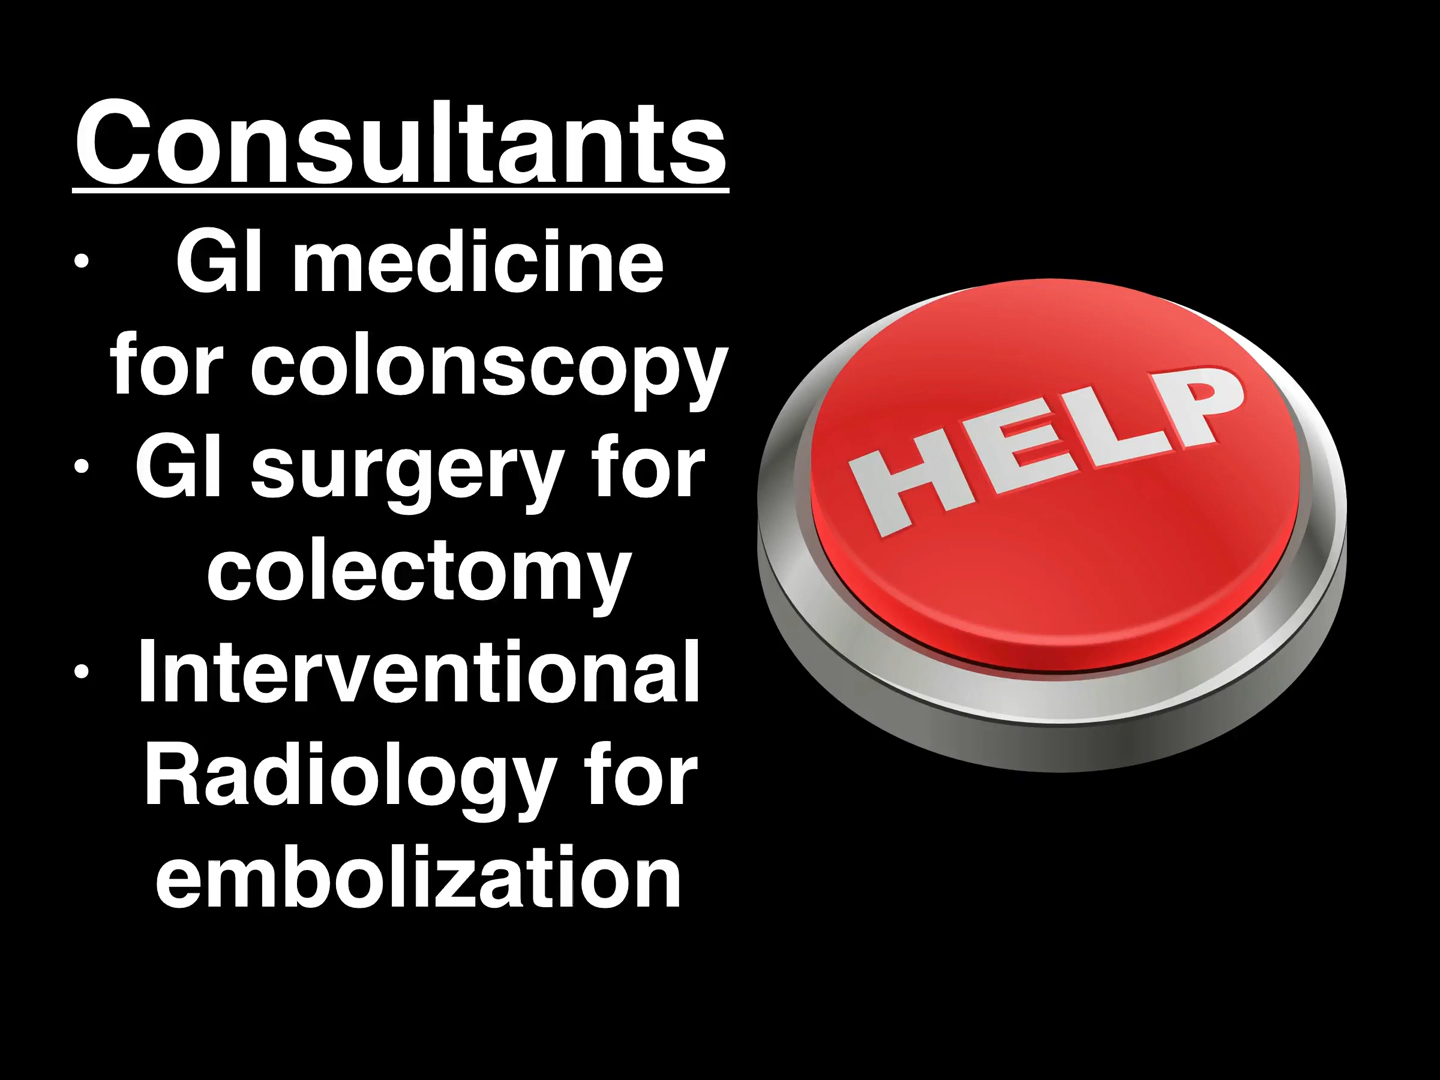 Consultants
• GI medicine
for colonscopy
• GI surgery for
colectomy
• Interventional
Radiology for
embolization
HELP